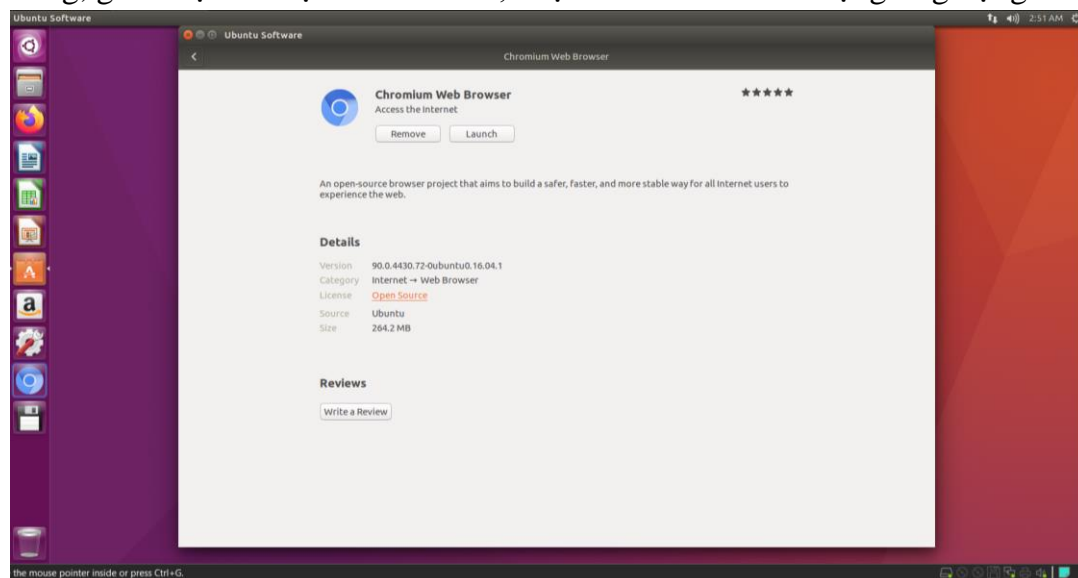 Ubuntu Software
2:51 AM
Ubuntu Software
Chromium Web Browser
Chromium Web Browser
Access the Internet
Remove
Launch
An open-source browser project that aims to build a safer, faster, and more stable way for all Internet users to
experience the web.
Details
Version 90.0.4430.72-0ubuntu0.16.04.1
Category Internet → Web Browser
License Open Source
Source Ubuntu
Size 264.2 MB
Reviews
Write a Review
the mouse pointer inside or press Ctrl+G.